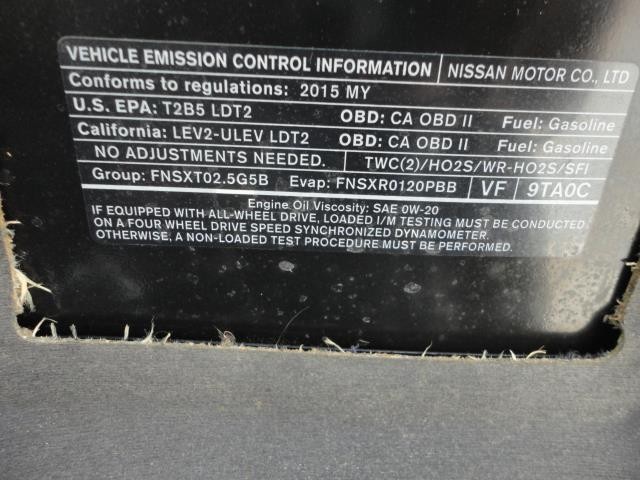 VEHICLE EMISSION CONTROL INFORMATION NISSAN MOTOR CO., LTD
Conforms to regulations: 2015 MY
U.S. EPA: T2B5 LDT2 OBD: CA OBD II Fuel: Gasoline
California: LEV2-ULEV LDT2 OBD: CA OBD II Fuel: Gasoline
NO ADJUSTMENTS NEEDED. TWC(2)/HO2S/WR-HO2S/SFI
Group: FNSXT02.5G5B Evap: FNSXR0120PBB VF 9TA0C
Engine Oil Viscosity: SAE 0W-20
IF EQUIPPED WITH ALL-WHEEL DRIVE, LOADED I/M TESTING MUST BE CONDUCTED
ON A FOUR WHEEL DRIVE SPEED SYNCHRONIZED DYNAMOMETER.
OTHERWISE, A NON-LOADED TEST PROCEDURE MUST BE PERFORMED.